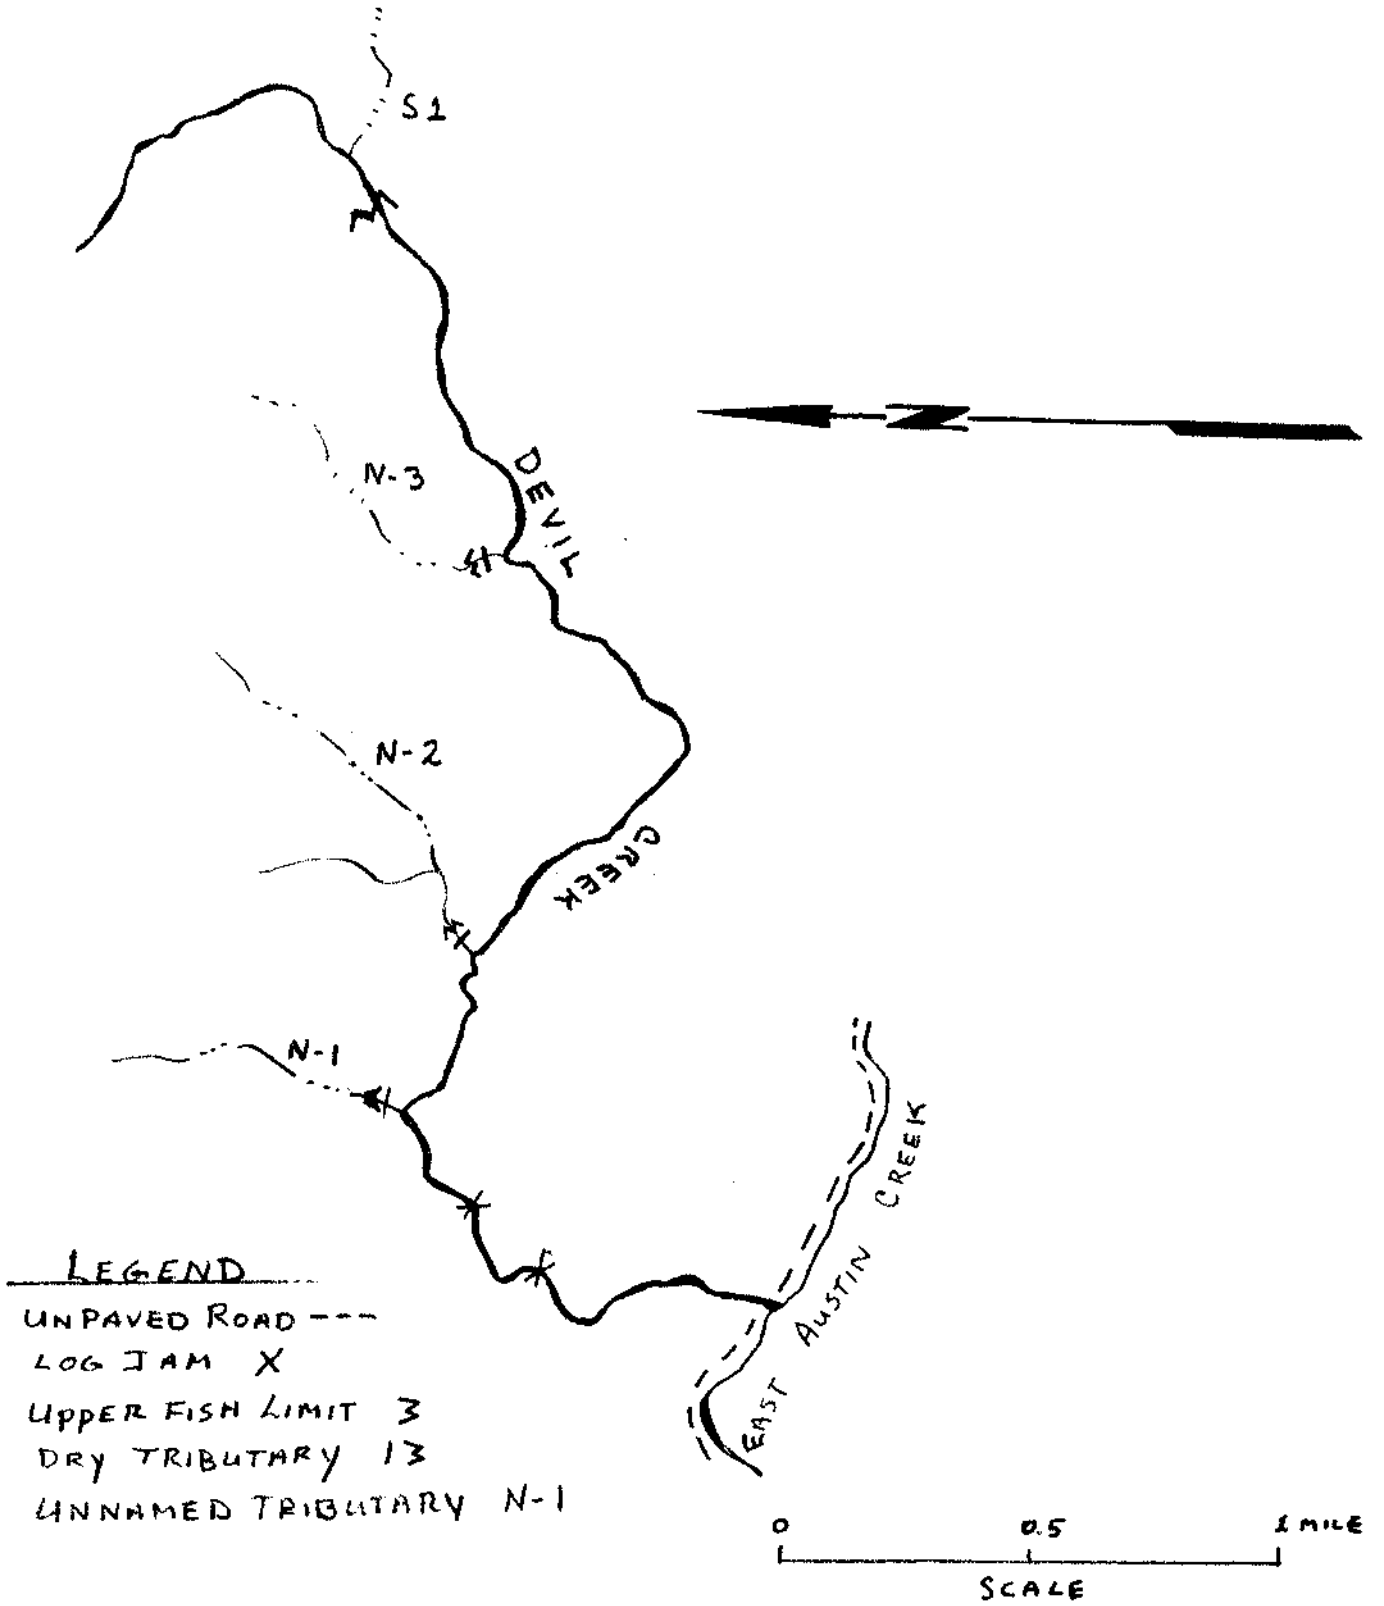 S1
N-3
DEVIL
N
N-2
CREEK
N-1
EAST AUSTIN CREEK
LEGEND
UNPAVED ROAD ---
LOG JAM X
UppER FISH LIMIT 3
DRY TRIBUTARY 13
UNNAMED TRIBUTARY N-1
0 0.5 1 MILE
SCALE